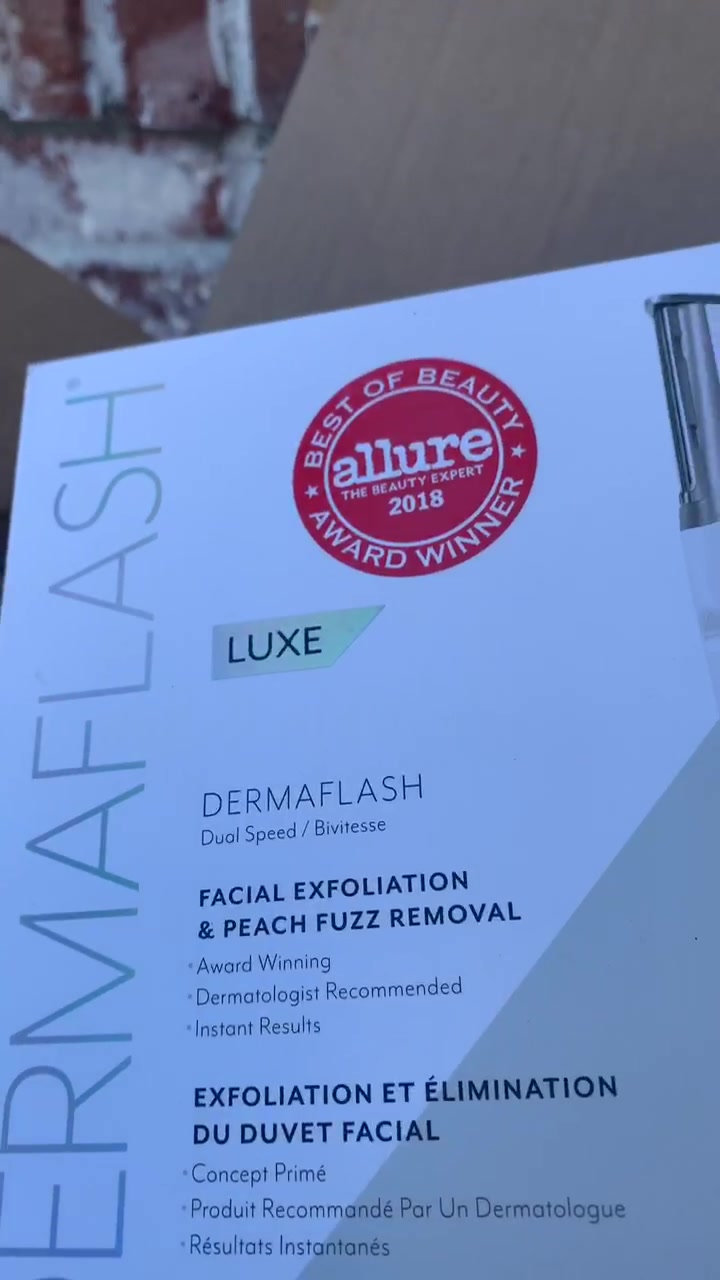 DERMAFLASH®
BEST OF BEAUTY
allure
THE BEAUTY EXPERT
2018
AWARD WINNER
LUXE
DERMAFLASH
Dual Speed / Bivitesse
FACIAL EXFOLIATION
& PEACH FUZZ REMOVAL
• Award Winning
• Dermatologist Recommended
• Instant Results
EXFOLIATION ET ÉLIMINATION
DU DUVET FACIAL
• Concept Primé
• Produit Recommandé Par Un Dermatologue
• Résultats Instantanés